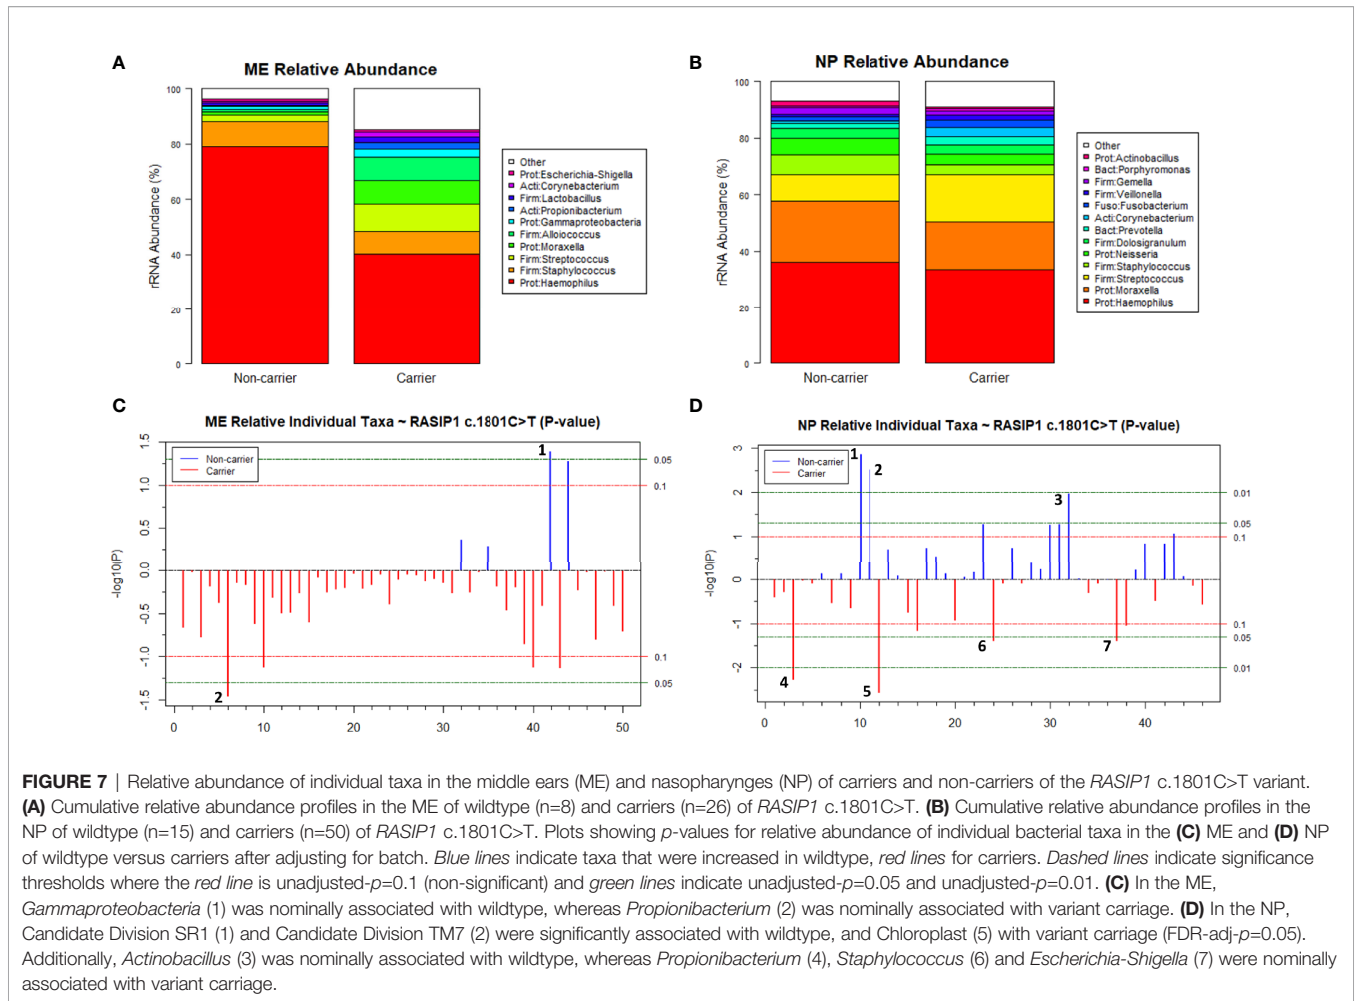 A
ME Relative Abundance
rRNA Abundance (%)
100
80
60
40
20
0
Non-carrier
Carrier
Other
Prot:Escherichia-Shigella
Acti:Corynebacterium
Firm:Lactobacillus
Acti:Propionibacterium
Prot:Gammaproteobacteria
Firm:Alloiococcus
Prot:Moraxella
Firm:Streptococcus
Firm:Staphylococcus
Prot:Haemophilus
B
NP Relative Abundance
rRNA Abundance (%)
100
80
60
40
20
0
Non-carrier
Carrier
Other
Prot:Actinobacillus
Bact:Porphyromonas
Firm:Gemella
Firm:Veillonella
Fuso:Fusobacterium
Acti:Corynebacterium
Bact:Prevotella
Firm:Dolosigranulum
Prot:Neisseria
Firm:Staphylococcus
Firm:Streptococcus
Prot:Moraxella
Prot:Haemophilus
C
ME Relative Individual Taxa ~ RASIP1 c.1801C>T (P-value)
-log10(P)
1.5
1.0
0.5
0.0
-0.5
-1.0
-1.5
Non-carrier
Carrier
1
2
0.05
0.1
0.1
0.05
0 10 20 30 40 50
D
NP Relative Individual Taxa ~ RASIP1 c.1801C>T (P-value)
-log10(P)
3
2
1
0
-1
-2
Non-carrier
Carrier
1
2
3
4
5
6
7
0.01
0.05
0.1
0.1
0.05
0.01
0 10 20 30 40
FIGURE 7 | Relative abundance of individual taxa in the middle ears (ME) and nasopharynges (NP) of carriers and non-carriers of the RASIP1 c.1801C>T variant.
(A) Cumulative relative abundance profiles in the ME of wildtype (n=8) and carriers (n=26) of RASIP1 c.1801C>T. (B) Cumulative relative abundance profiles in the
NP of wildtype (n=15) and carriers (n=50) of RASIP1 c.1801C>T. Plots showing p-values for relative abundance of individual bacterial taxa in the (C) ME and (D) NP
of wildtype versus carriers after adjusting for batch. Blue lines indicate taxa that were increased in wildtype, red lines for carriers. Dashed lines indicate significance
thresholds where the red line is unadjusted-p=0.1 (non-significant) and green lines indicate unadjusted-p=0.05 and unadjusted-p=0.01. (C) In the ME,
Gammaproteobacteria (1) was nominally associated with wildtype, whereas Propionibacterium (2) was nominally associated with variant carriage. (D) In the NP,
Candidate Division SR1 (1) and Candidate Division TM7 (2) were significantly associated with wildtype, and Chloroplast (5) with variant carriage (FDR-adj-p=0.05).
Additionally, Actinobacillus (3) was nominally associated with wildtype, whereas Propionibacterium (4), Staphylococcus (6) and Escherichia-Shigella (7) were nominally
associated with variant carriage.